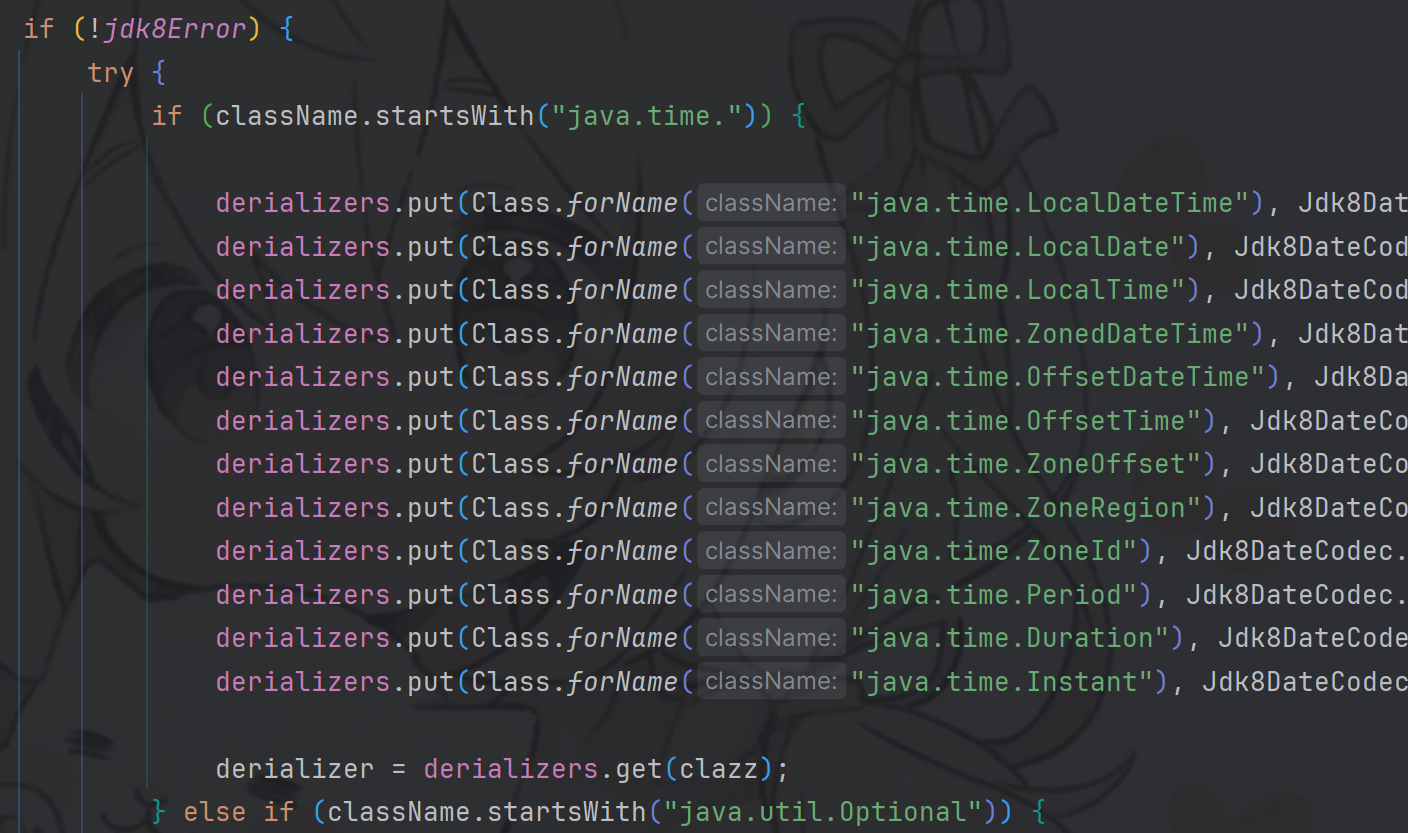 if (!jdk8Error) {
try {
if (className.startsWith("java.time.")) {
derializers.put(Class.forName( className: "java.time.LocalDateTime"), Jdk8Dat
derializers.put(Class.forName( className: "java.time.LocalDate"), Jdk8DateCod
derializers.put(Class.forName( className: "java.time.LocalTime"), Jdk8DateCod
derializers.put(Class.forName( className: "java.time.ZonedDateTime"), Jdk8Dat
derializers.put(Class.forName( className: "java.time.OffsetDateTime"), Jdk8Da
derializers.put(Class.forName( className: "java.time.OffsetTime"), Jdk8DateCo
derializers.put(Class.forName( className: "java.time.ZoneOffset"), Jdk8DateCo
derializers.put(Class.forName( className: "java.time.ZoneRegion"), Jdk8DateCo
derializers.put(Class.forName( className: "java.time.ZoneId"), Jdk8DateCodec.
derializers.put(Class.forName( className: "java.time.Period"), Jdk8DateCodec.
derializers.put(Class.forName( className: "java.time.Duration"), Jdk8DateCode
derializers.put(Class.forName( className: "java.time.Instant"), Jdk8DateCodec
derializer = derializers.get(clazz);
} else if (className.startsWith("java.util.Optional")) {